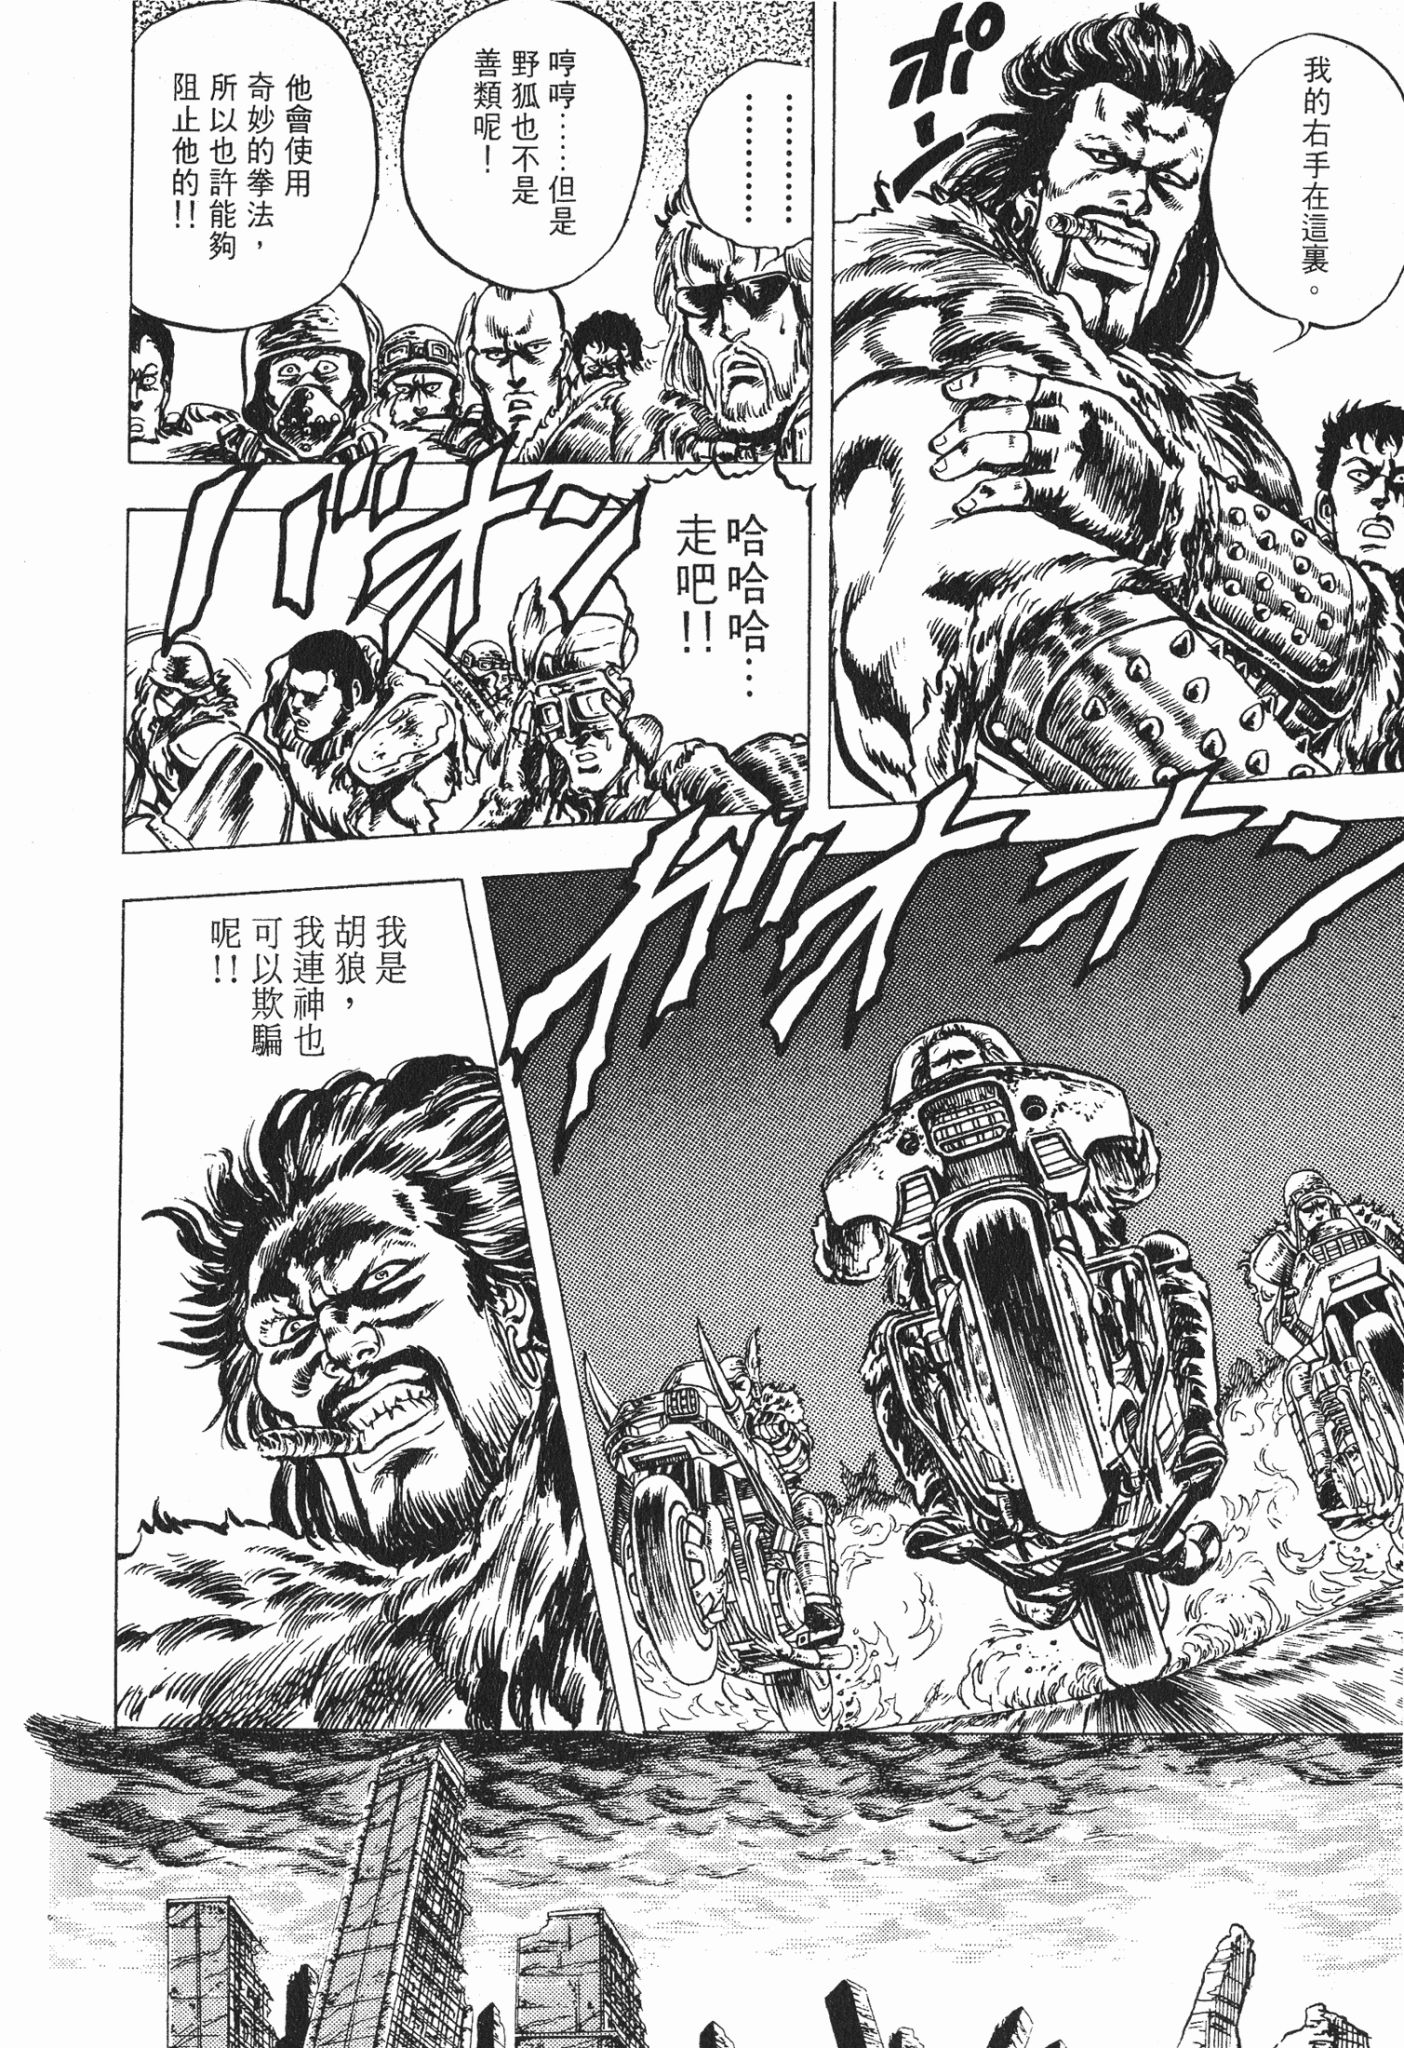 我的右手在這裏。
ポン
…………
…………
哼哼……但是
野狐也不是
善類呢！
他會使用
奇妙的拳法，
所以也許能夠
阻止他的!!
哈哈哈…
走吧!!
バオン
ガオオン
我是
胡狼，
我連神也
可以欺騙
呢!!